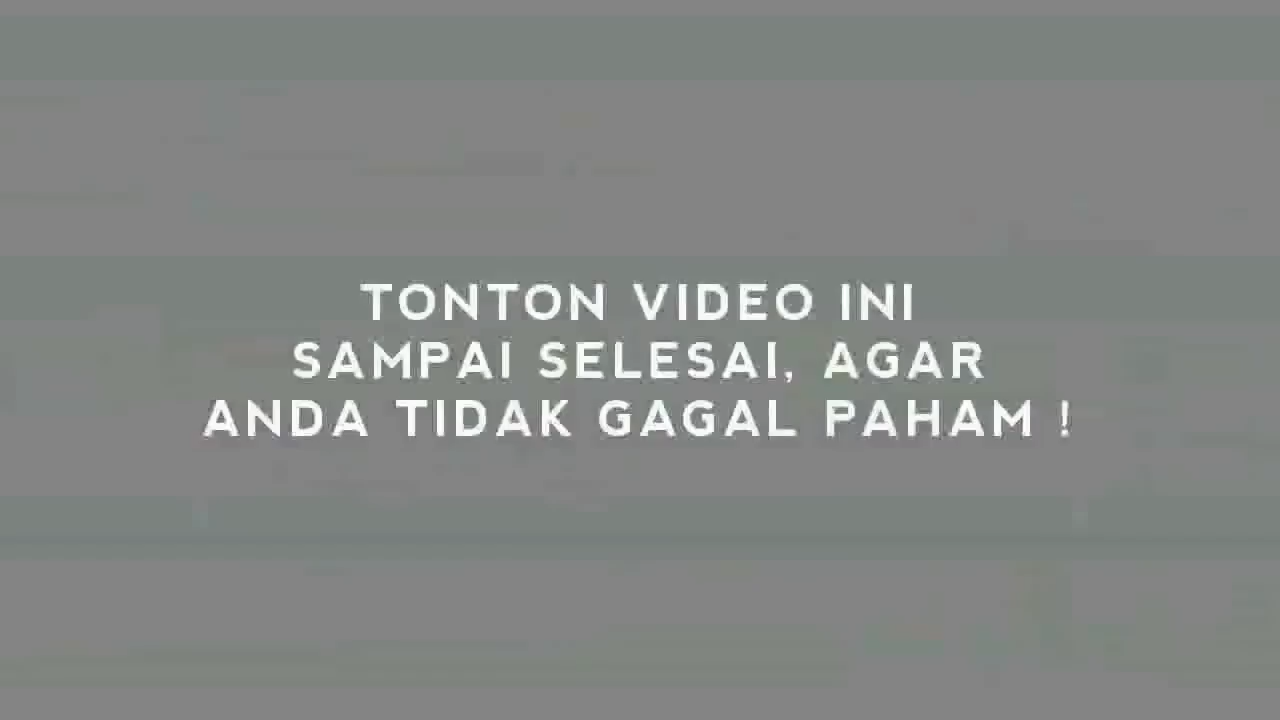 TONTON VIDEO INI
SAMPAI SELESAI, AGAR
ANDA TIDAK GAGAL PAHAM !